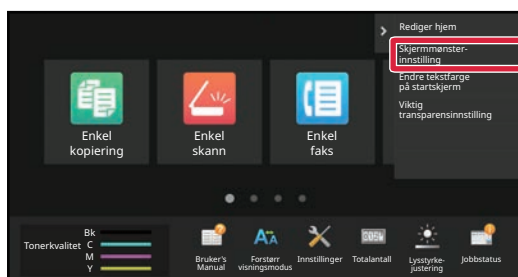 Rediger hjem
Skjermmønster-
innstilling
Endre tekstfarge
på startskjerm
Viktig
transparensinnstilling
Enkel
kopiering
Enkel
skann
Enkel
faks
Tonerkvalitet
Bk
C
M
Y
Bruker's
Manual
Forstørr
visningsmodus
Innstillinger
Totalantall
Lysstyrke-
justering
Jobbstatus